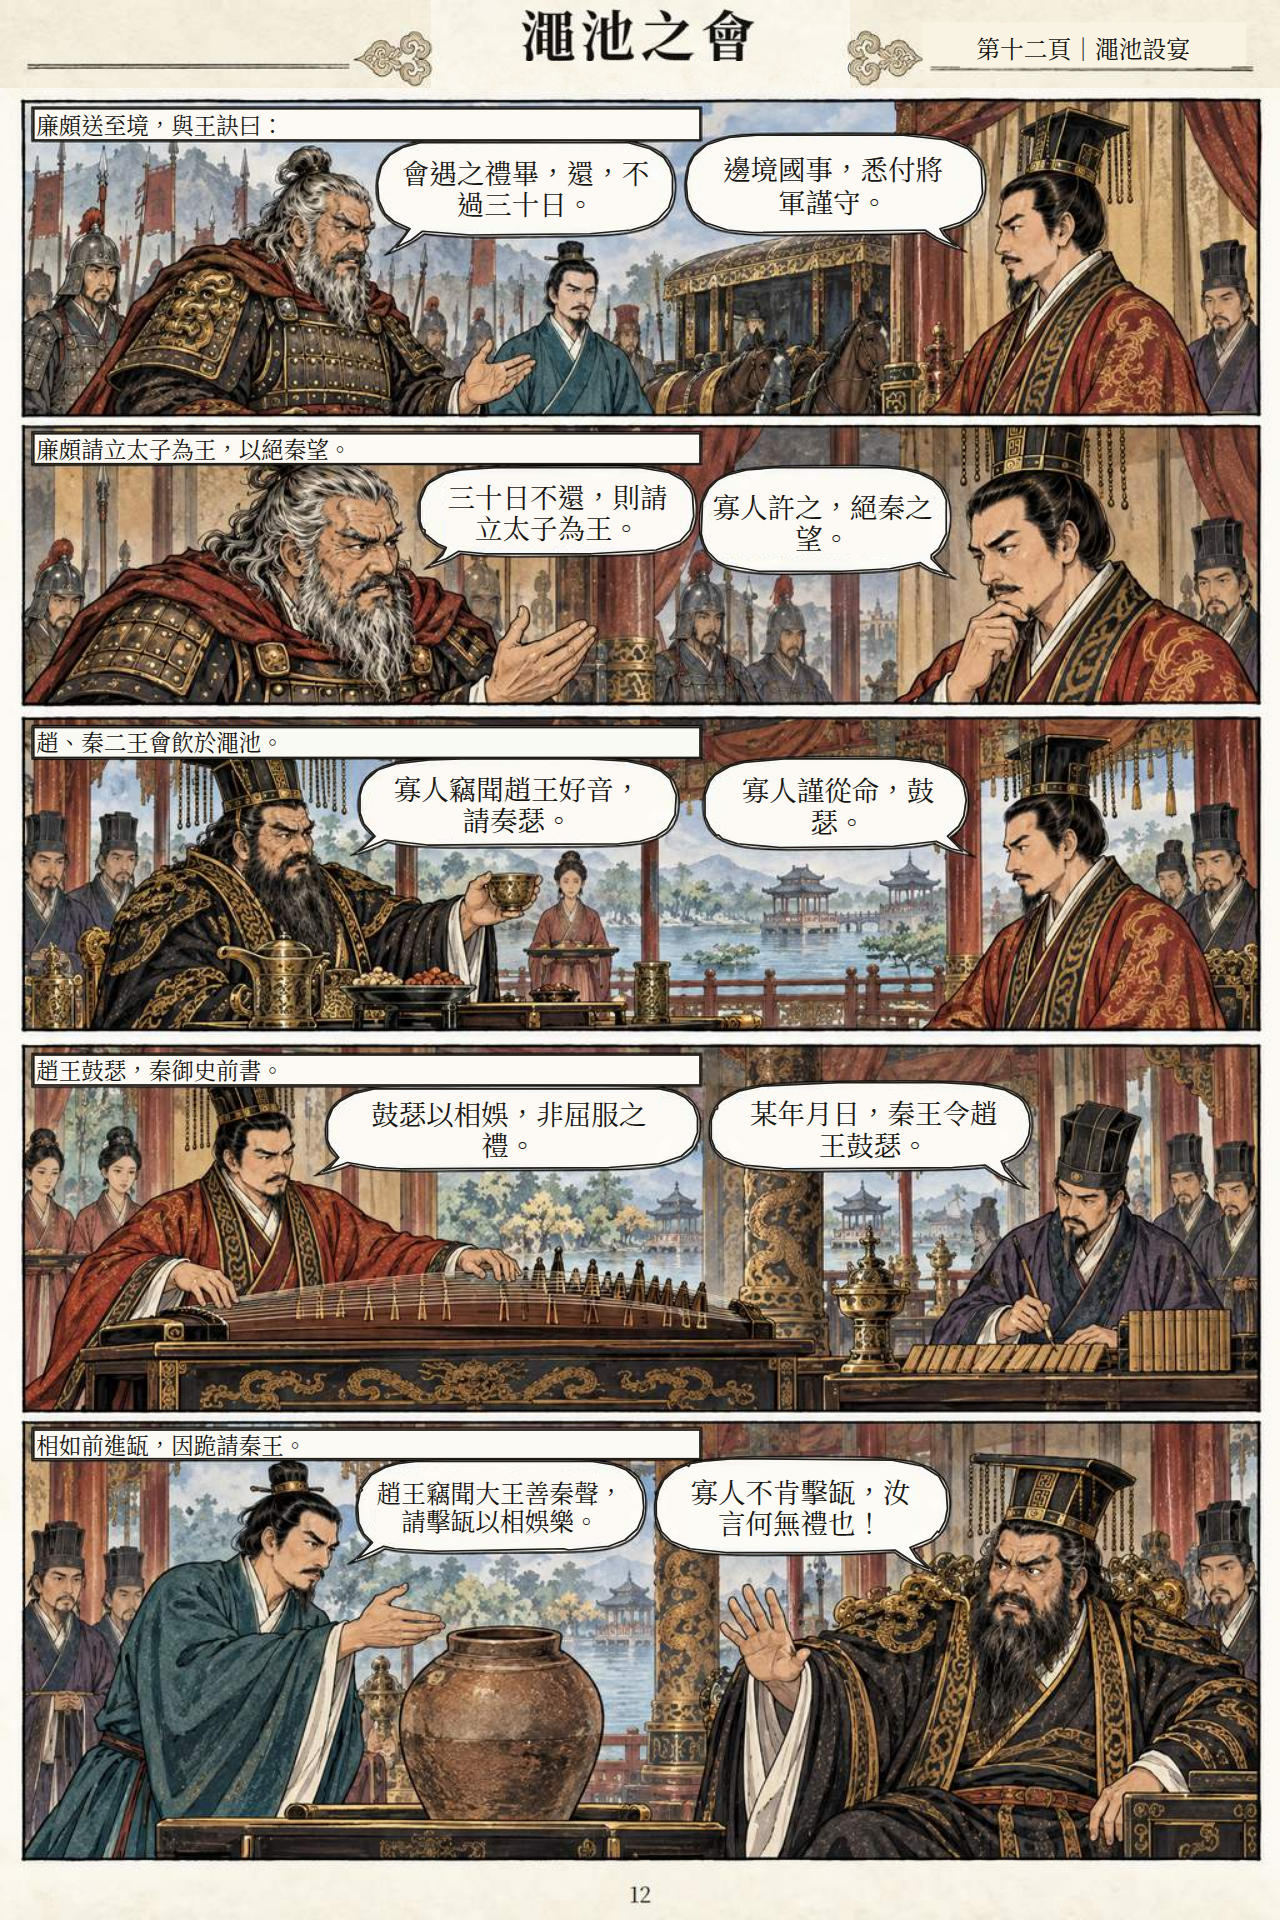 澠池之會
第十二頁｜澠池設宴
廉頗送至境，與王訣曰：
會遇之禮畢，還，不
過三十日。
邊境國事，悉付將
軍謹守。
廉頗請立太子為王，以絕秦望。
三十日不還，則請
立太子為王。
寡人許之，絕秦之
望。
趙、秦二王會飲於澠池。
寡人竊聞趙王好音，
請奏瑟。
寡人謹從命，鼓
瑟。
趙王鼓瑟，秦御史前書。
鼓瑟以相娛，非屈服之
禮。
某年月日，秦王令趙
王鼓瑟。
相如前進缻，因跪請秦王。
趙王竊聞大王善秦聲，
請擊缻以相娛樂。
寡人不肯擊缻，汝
言何無禮也！
12